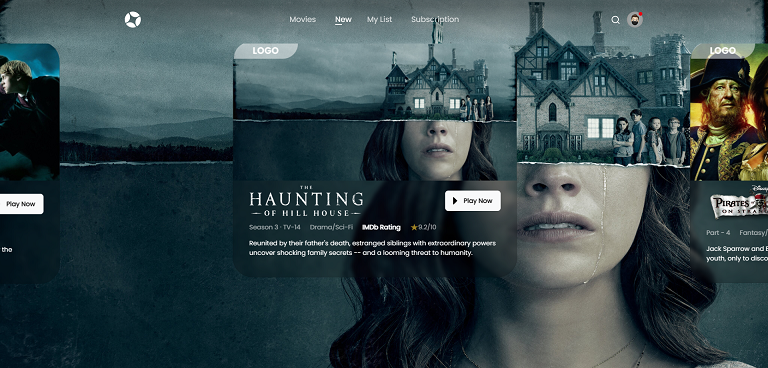 Movies New My List Subscription
LOGO
LOGO
Play Now
THE
HAUNTING
OF HILL HOUSE
Play Now
Season 3 · TV-14 Drama/Sci-Fi IMDb Rating ★9.2/10
Reunited by their father's death, estranged siblings with extraordinary powers
uncover shocking family secrets -- and a looming threat to humanity.
the
Disney
PIRATES
ON STRAN
Part - 4 Fantasy/
Jack Sparrow and
youth, only to disco